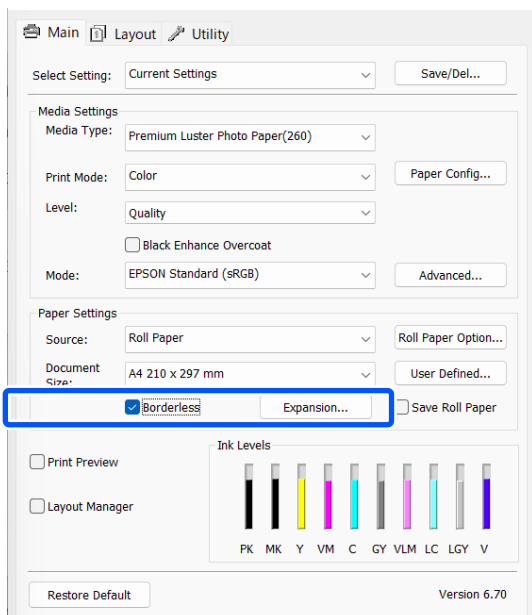 Main Layout Utility
Select Setting: Current Settings Save/Del...
Media Settings
Media Type: Premium Luster Photo Paper(260)
Print Mode: Color Paper Config...
Level: Quality
Black Enhance Overcoat
Mode: EPSON Standard (sRGB) Advanced...
Paper Settings
Source: Roll Paper Roll Paper Option...
Document
Size: A4 210 x 297 mm User Defined...
Borderless Expansion... Save Roll Paper
Ink Levels
Print Preview
Layout Manager
PK MK Y VM C GY VLM LC LGY V
Restore Default Version 6.70